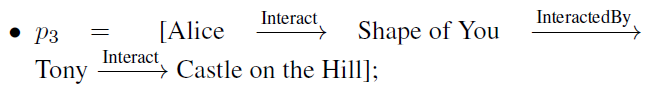 • p3 = [Alice Interact→ Shape of You InteractedBy→
Tony Interact→ Castle on the Hill];